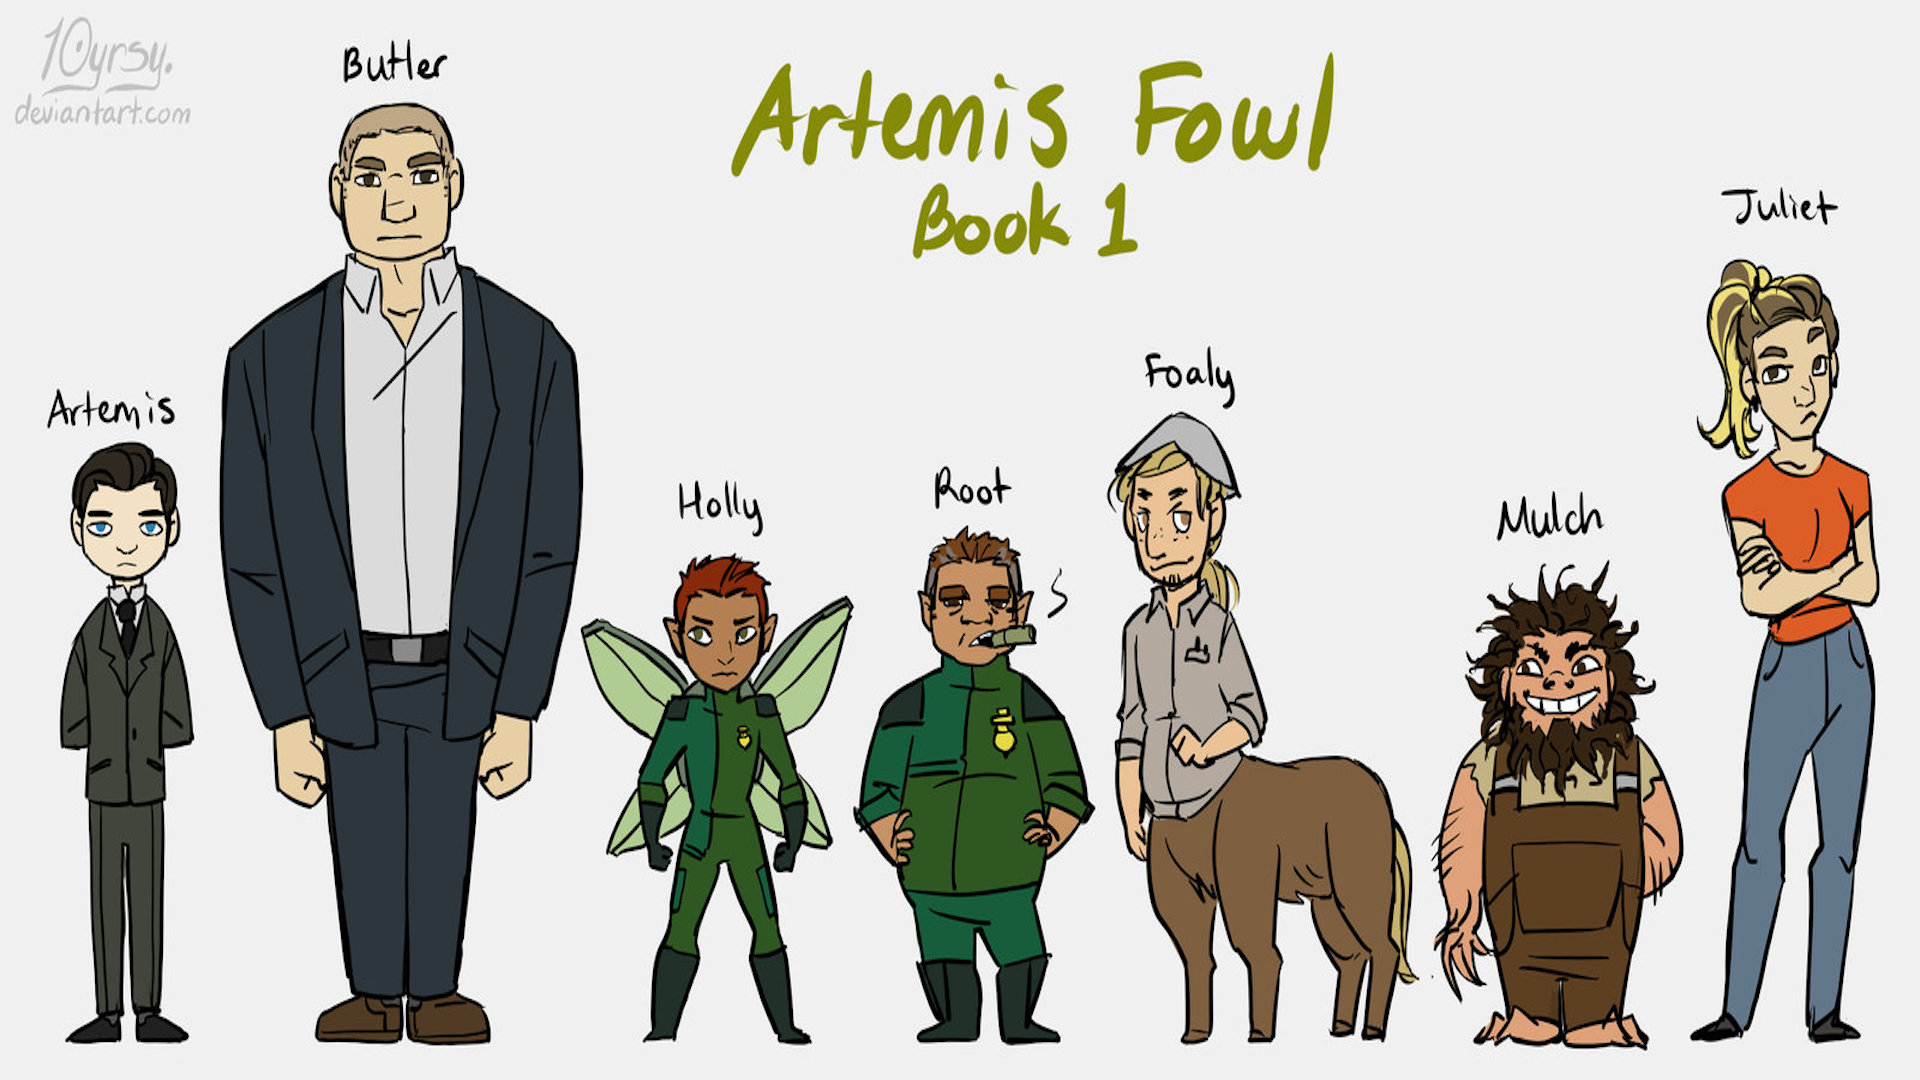 10yrsy.
deviantart.com
Artemis Fowl
Book 1
Artemis
Butler
Holly
Root
Foaly
Mulch
Juliet